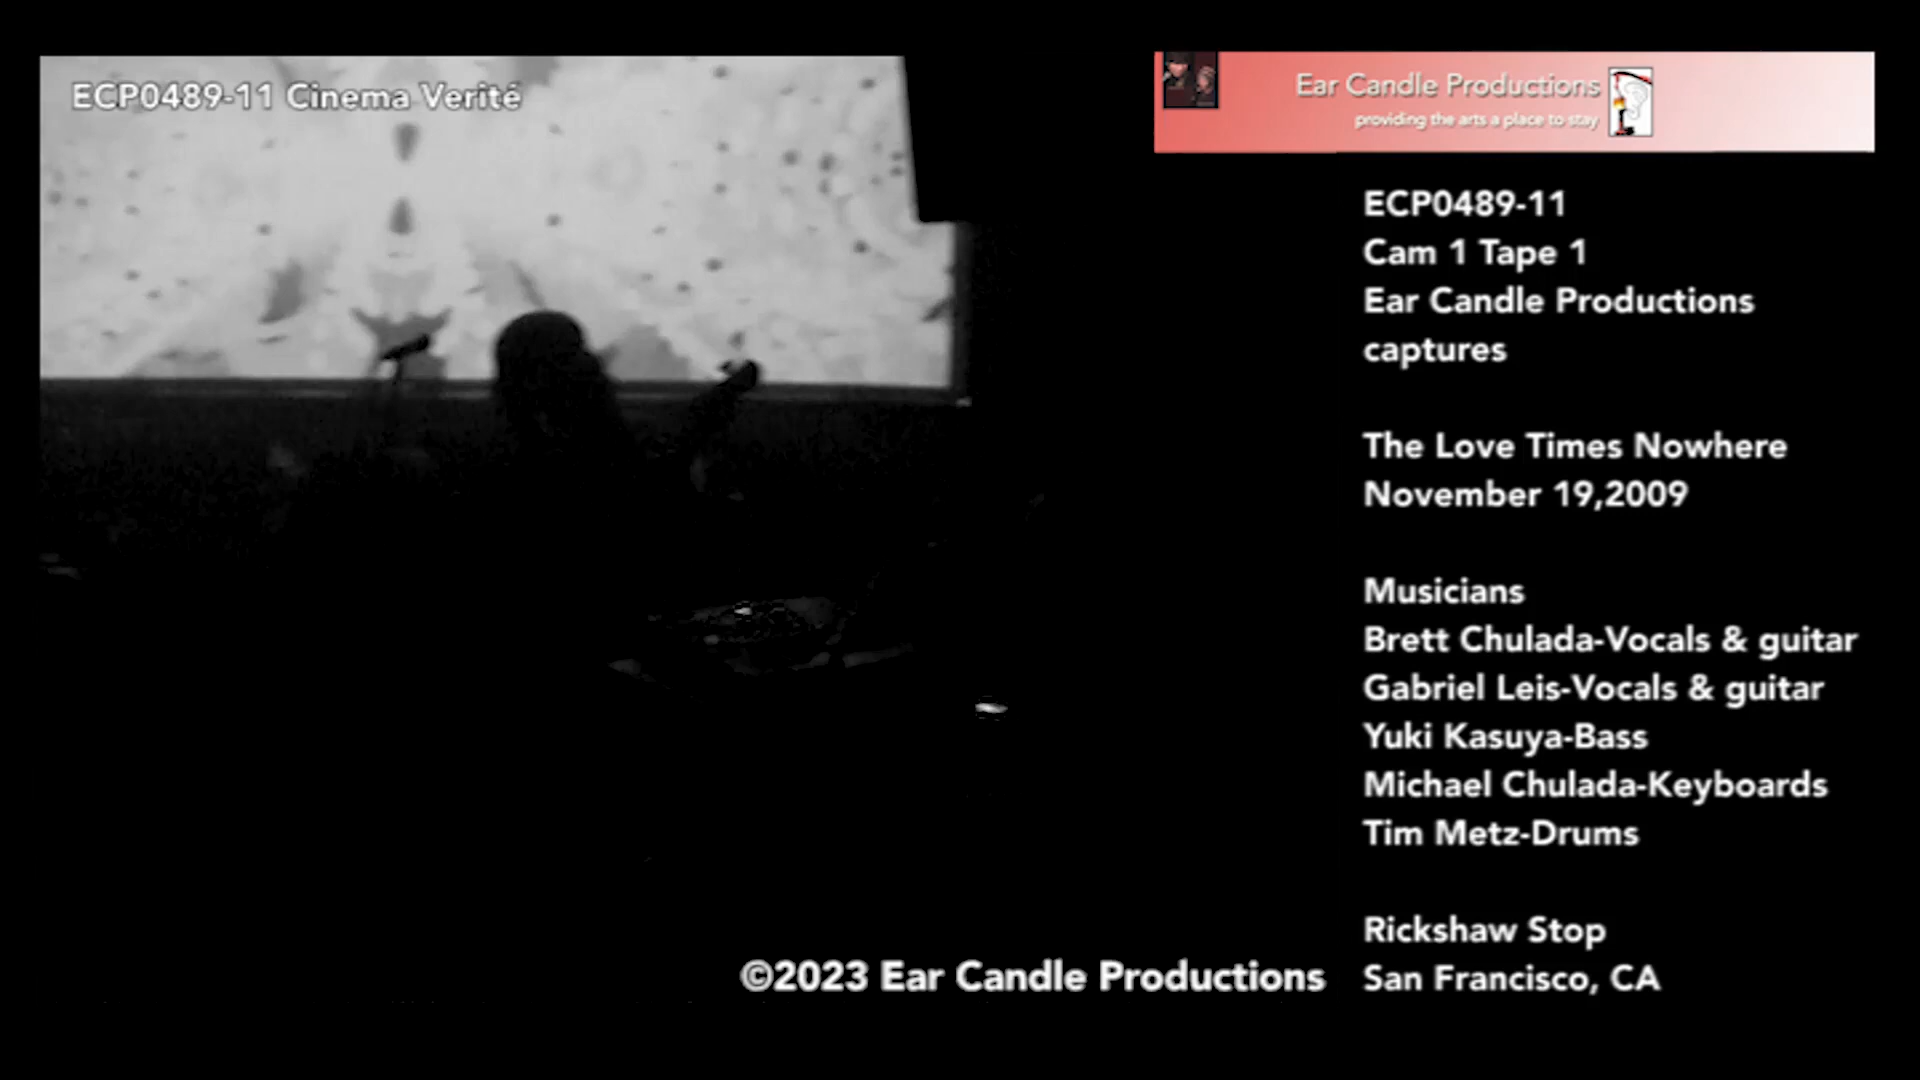 ECP0489-11 Cinema Verité
Ear Candle Productions
providing the arts a place to stay
ECP0489-11
Cam 1 Tape 1
Ear Candle Productions
captures
The Love Times Nowhere
November 19,2009
Musicians
Brett Chulada-Vocals & guitar
Gabriel Leis-Vocals & guitar
Yuki Kasuya-Bass
Michael Chulada-Keyboards
Tim Metz-Drums
Rickshaw Stop
San Francisco, CA
©2023 Ear Candle Productions